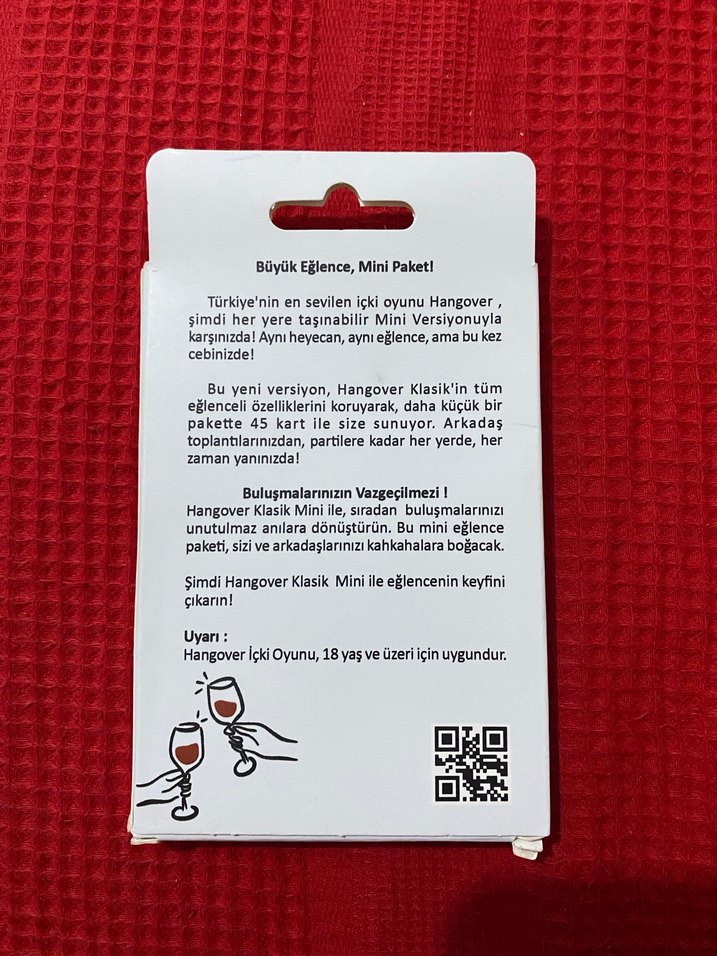 Büyük Eğlence, Mini Paket!
Türkiye'nin en sevilen içki oyunu Hangover ,
şimdi her yere taşınabilir Mini Versiyonuyla
karşınızda! Aynı heyecan, aynı eğlence, ama bu kez
cebinizde!
Bu yeni versiyon, Hangover Klasik'in tüm
eğlenceli özelliklerini koruyarak, daha küçük bir
pakette 45 kart ile size sunuyor. Arkadaş
toplantılarınızdan, partilere kadar her yerde, her
zaman yanınızda!
Buluşmalarınızın Vazgeçilmezi !
Hangover Klasik Mini ile, sıradan buluşmalarınızı
unutulmaz anılara dönüştürün. Bu mini eğlence
paketi, sizi ve arkadaşlarınızı kahkahalara boğacak.
Şimdi Hangover Klasik Mini ile eğlencenin keyfini
çıkarın!
Uyarı :
Hangover İçki Oyunu, 18 yaş ve üzeri için uygundur.